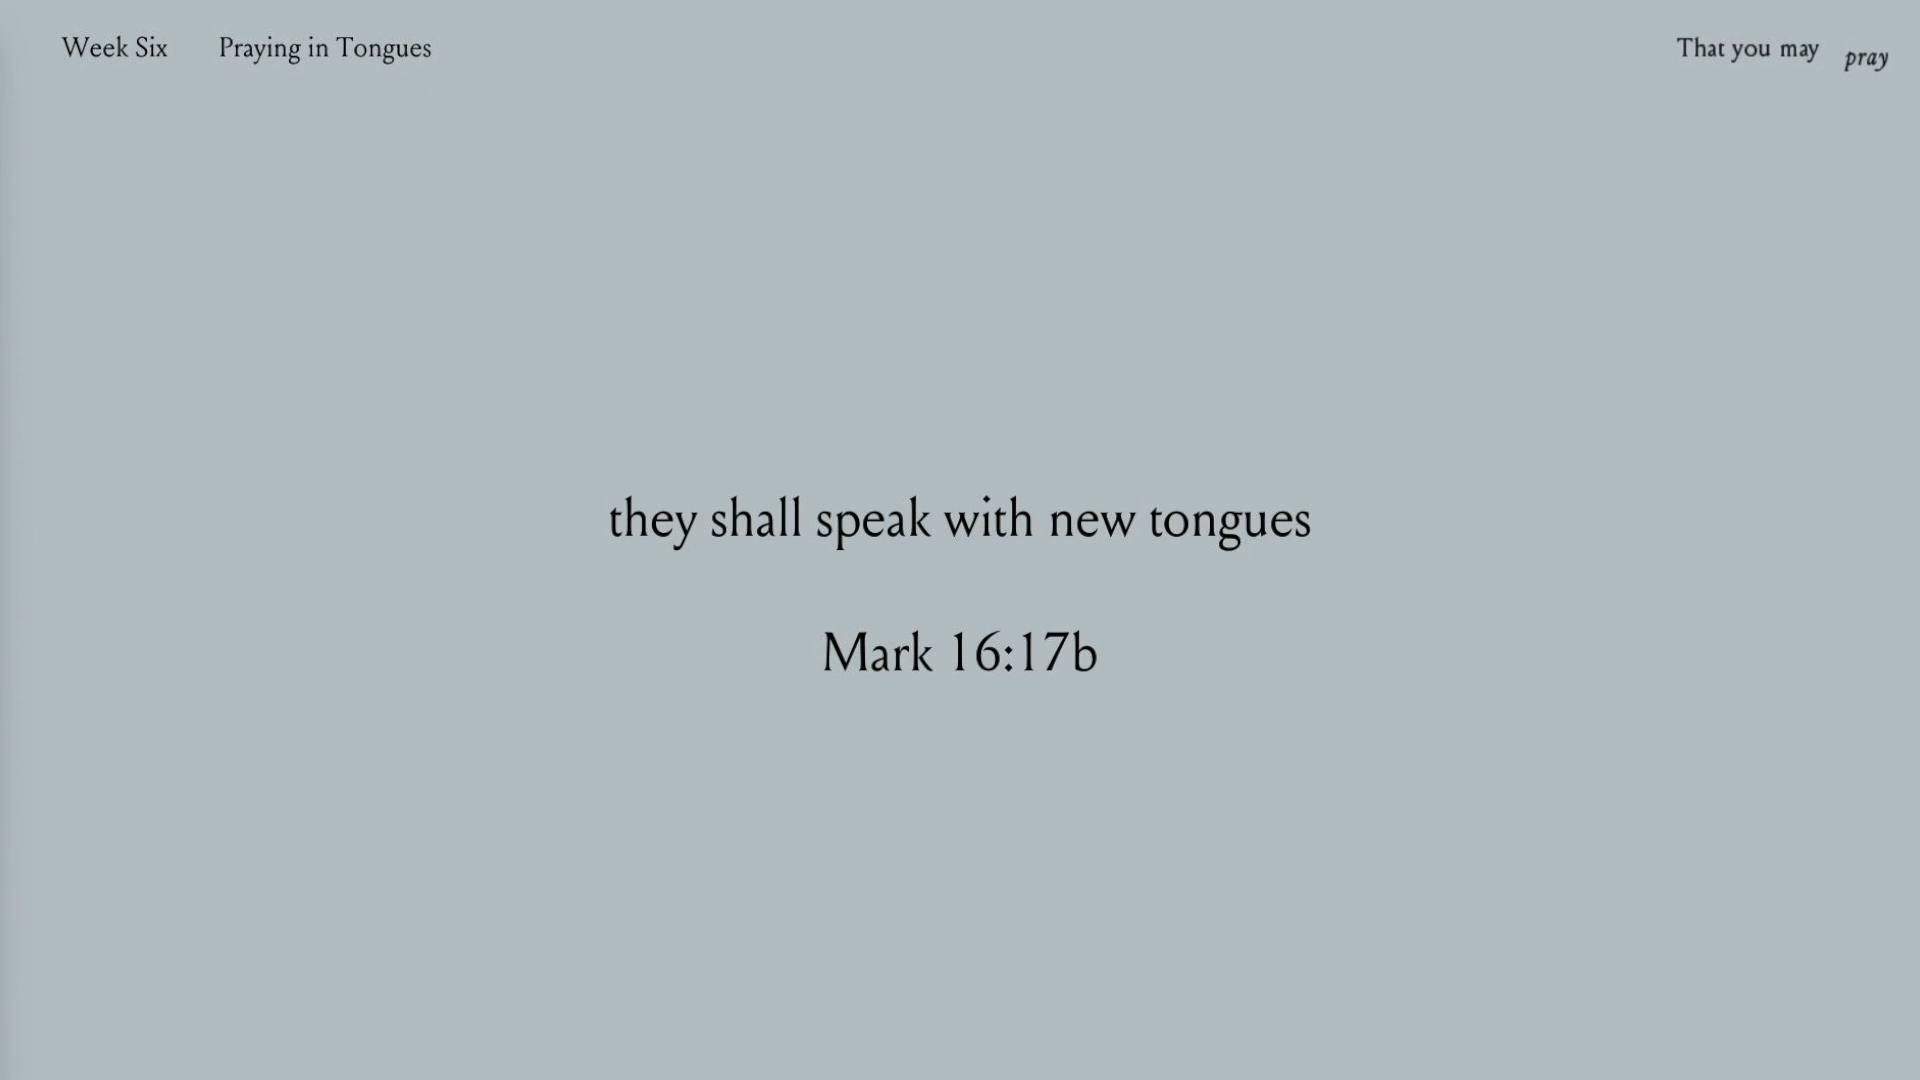 Week Six Praying in Tongues That you may pray
they shall speak with new tongues
Mark 16:17b